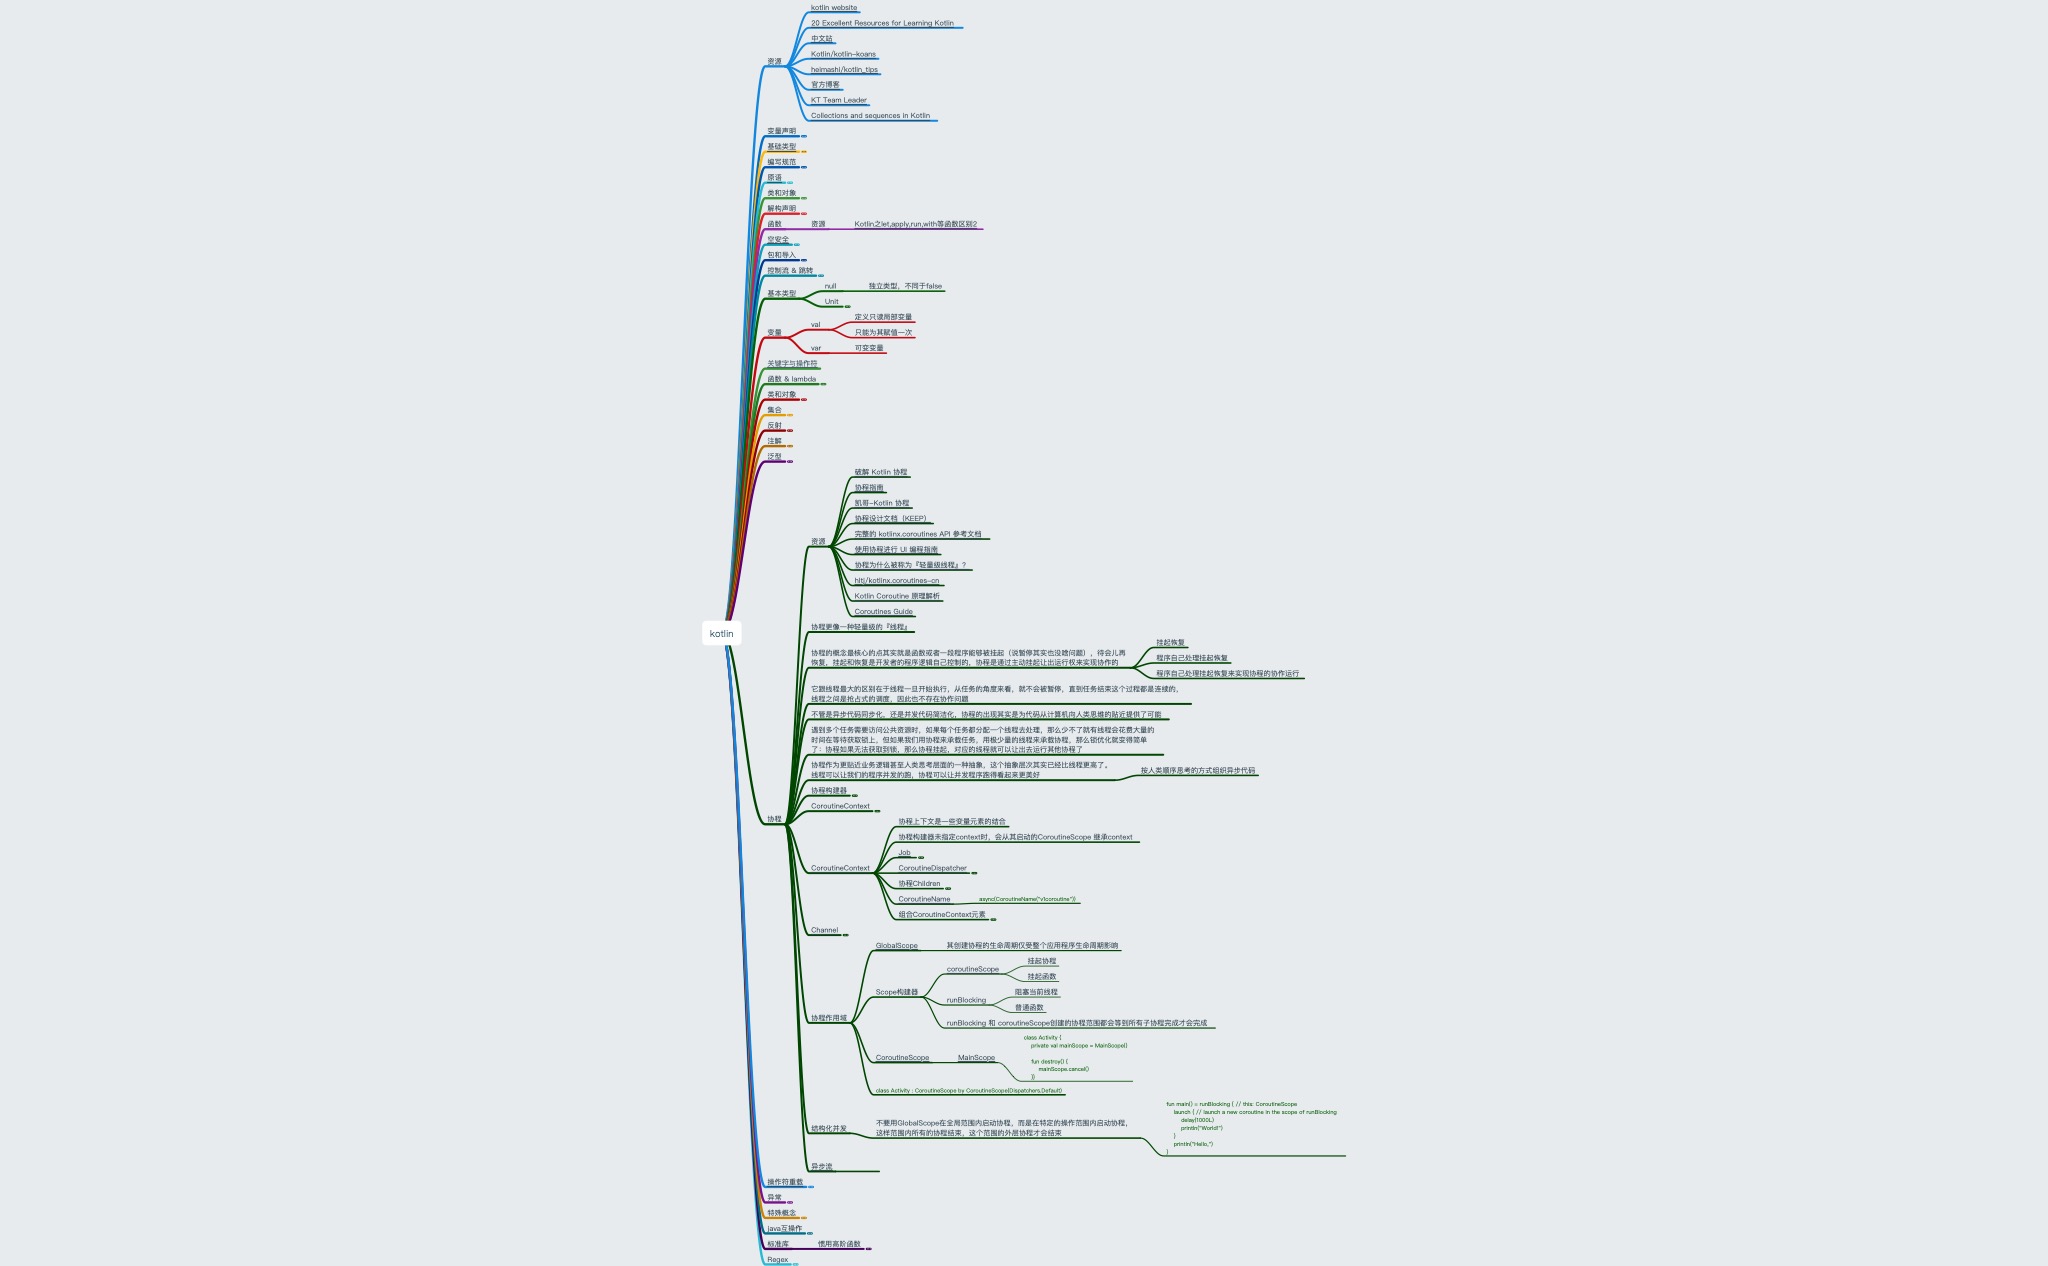 kotlin website
20 Excellent Resources for Learning Kotlin
中文站
Kotlin/kotlin-koans
heimashi/kotlin_tips
官方博客
KT Team Leader
Collections and sequences in Kotlin
资源
变量声明
基础类型
编写规范
原语
类和对象
解构声明
函数
资源
Kotlin之let,apply,run,with等函数区别2
空安全
包和导入
控制流 & 跳转
基本类型
null
独立类型，不同于false
Unit
变量
val
定义只读局部变量
只能为其赋值一次
var
可变变量
关键字与操作符
函数 & lambda
类和对象
集合
反射
注解
泛型
kotlin
协程
资源
破解 Kotlin 协程
协程指南
凯哥-Kotlin 协程
协程设计文档（KEEP）
完整的 kotlinx.coroutines API 参考文档
使用协程进行 UI 编程指南
协程为什么被称为『轻量级线程』？
hltj/kotlinx.coroutines-cn
Kotlin Coroutine 原理解析
Coroutines Guide
协程更像一种轻量级的『线程』
协程的概念最核心的点其实就是函数或者一段程序能够被挂起（说暂停其实也没啥问题），待会儿再
恢复，挂起和恢复是开发者的程序逻辑自己控制的，协程是通过主动挂起让出运行权来实现协作的
挂起恢复
程序自己处理挂起恢复
程序自己处理挂起恢复来实现协程的协作运行
它跟线程最大的区别在于线程一旦开始执行，从任务的角度来看，就不会被暂停，直到任务结束这个过程都是连续的，
线程之间是抢占式的调度，因此也不存在协作问题
不管是异步代码同步化，还是并发代码简洁化，协程的出现其实是为代码从计算机向人类思维的贴近提供了可能
遇到多个任务需要访问公共资源时，如果每个任务都分配一个线程去处理，那么少不了就有线程会花费大量的
时间在等待获取锁上，但如果我们用协程来承载任务，用极少量的线程来承载协程，那么锁优化就变得简单
了：协程如果无法获取到锁，那么协程挂起，对应的线程就可以让出去运行其他协程了
协程作为更贴近业务逻辑甚至人类思考层面的一种抽象，这个抽象层次其实已经比线程更高了。
线程可以让我们的程序并发的跑，协程可以让并发程序跑得看起来更美好
按人类顺序思考的方式组织异步代码
协程构建器
CoroutineContext
CoroutineContext
协程上下文是一些变量元素的结合
协程构建器未指定context时，会从其启动的CoroutineScope 继承context
Job
CoroutineDispatcher
协程Children
CoroutineName
async(CoroutineName("v1coroutine"))
组合CoroutineContext元素
Channel
协程作用域
GlobalScope
其创建协程的生命周期仅受整个应用程序生命周期影响
Scope构建器
coroutineScope
挂起协程
挂起函数
runBlocking
阻塞当前线程
普通函数
runBlocking 和 coroutineScope创建的协程范围都会等到所有子协程完成才会完成
CoroutineScope
MainScope
class Activity {
private val mainScope = MainScope()
fun destroy() {
mainScope.cancel()
}}
class Activity : CoroutineScope by CoroutineScope(Dispatchers.Default)
结构化并发
不要用GlobalScope在全局范围内启动协程，而是在特定的操作范围内启动协程，
这样范围内所有的协程结束，这个范围的外层协程才会结束
fun main() = runBlocking { // this: CoroutineScope
launch { // launch a new coroutine in the scope of runBlocking
delay(1000L)
println("World!")
}
println("Hello,")
}
异步流
操作符重载
异常
特殊概念
java互操作
标准库
惯用高阶函数
Regex